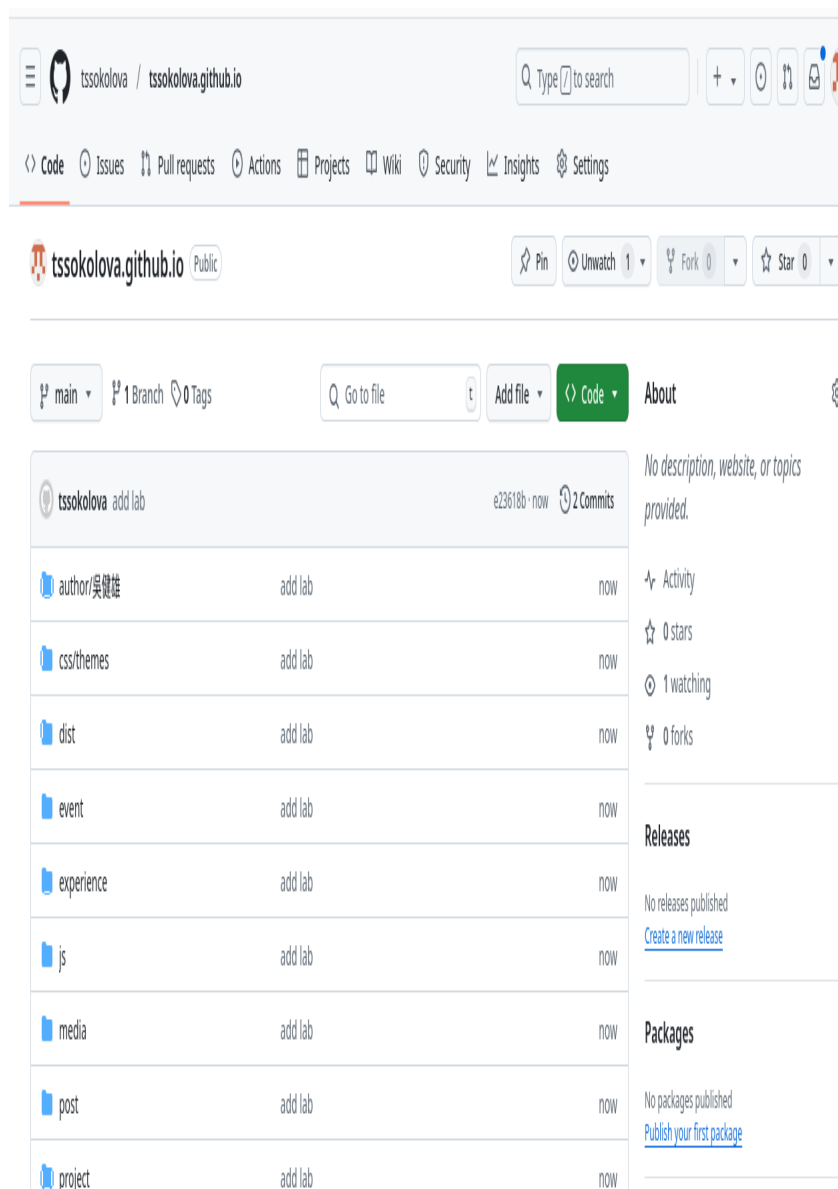 tssokolova / tssokolova.github.io
Type / to search
Code Issues Pull requests Actions Projects Wiki Security Insights Settings
tssokolova.github.io Public
Pin Unwatch 1 Fork 0 Star 0
main 1 Branch 0 Tags
Go to file t Add file Code
tssokolova add lab e23618b · now 2 Commits
author/吳健雄 add lab now
css/themes add lab now
dist add lab now
event add lab now
experience add lab now
js add lab now
media add lab now
post add lab now
project add lab now
About
No description, website, or topics
provided.
Activity
0 stars
1 watching
0 forks
Releases
No releases published
Create a new release
Packages
No packages published
Publish your first package